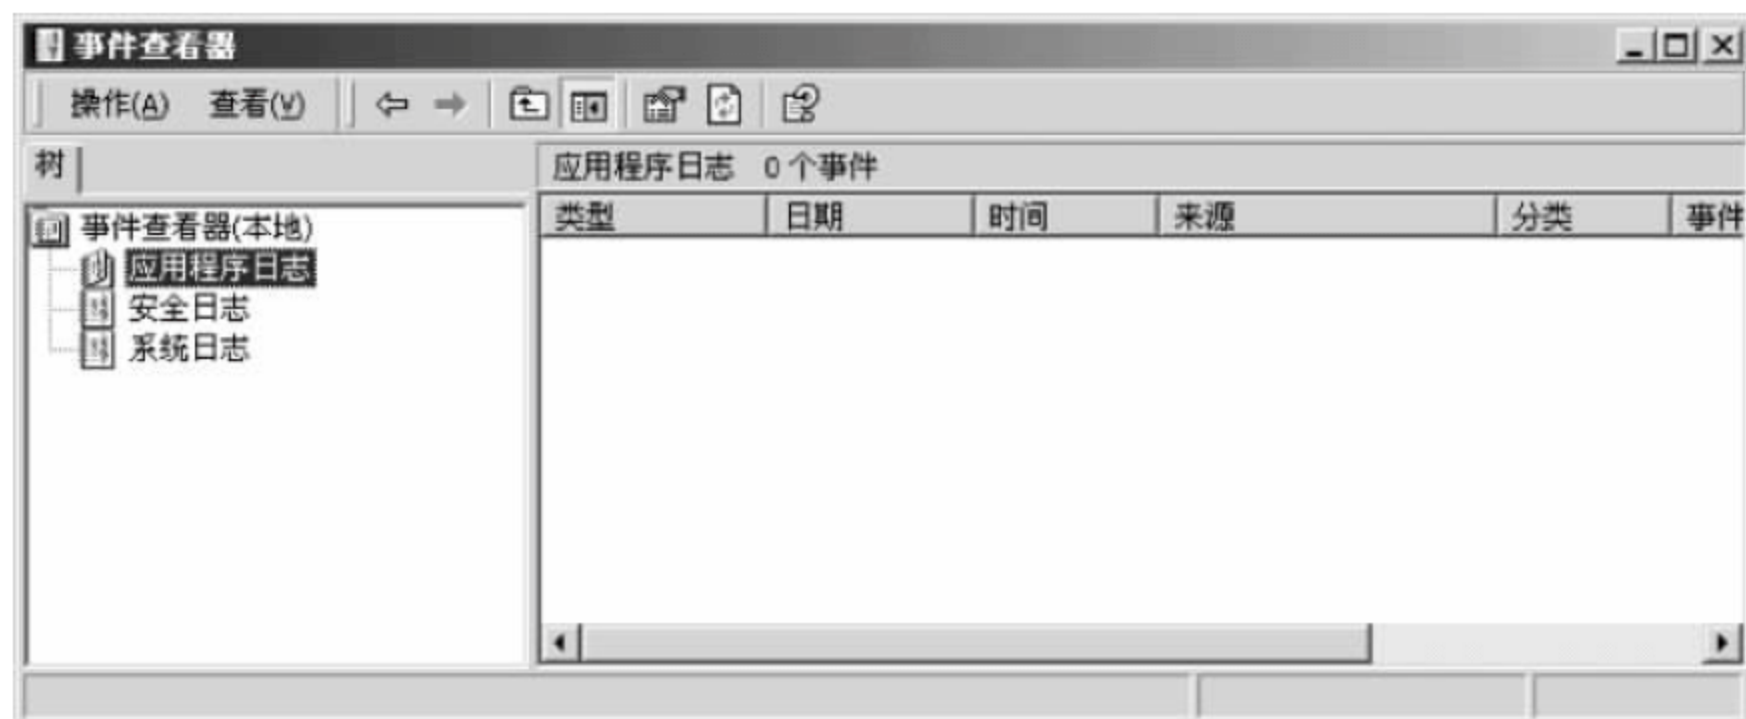 事件查看器
操作(A) 查看(V)
树
应用程序日志 0 个事件
类型 日期 时间 来源 分类 事件
事件查看器(本地)
应用程序日志
安全日志
系统日志